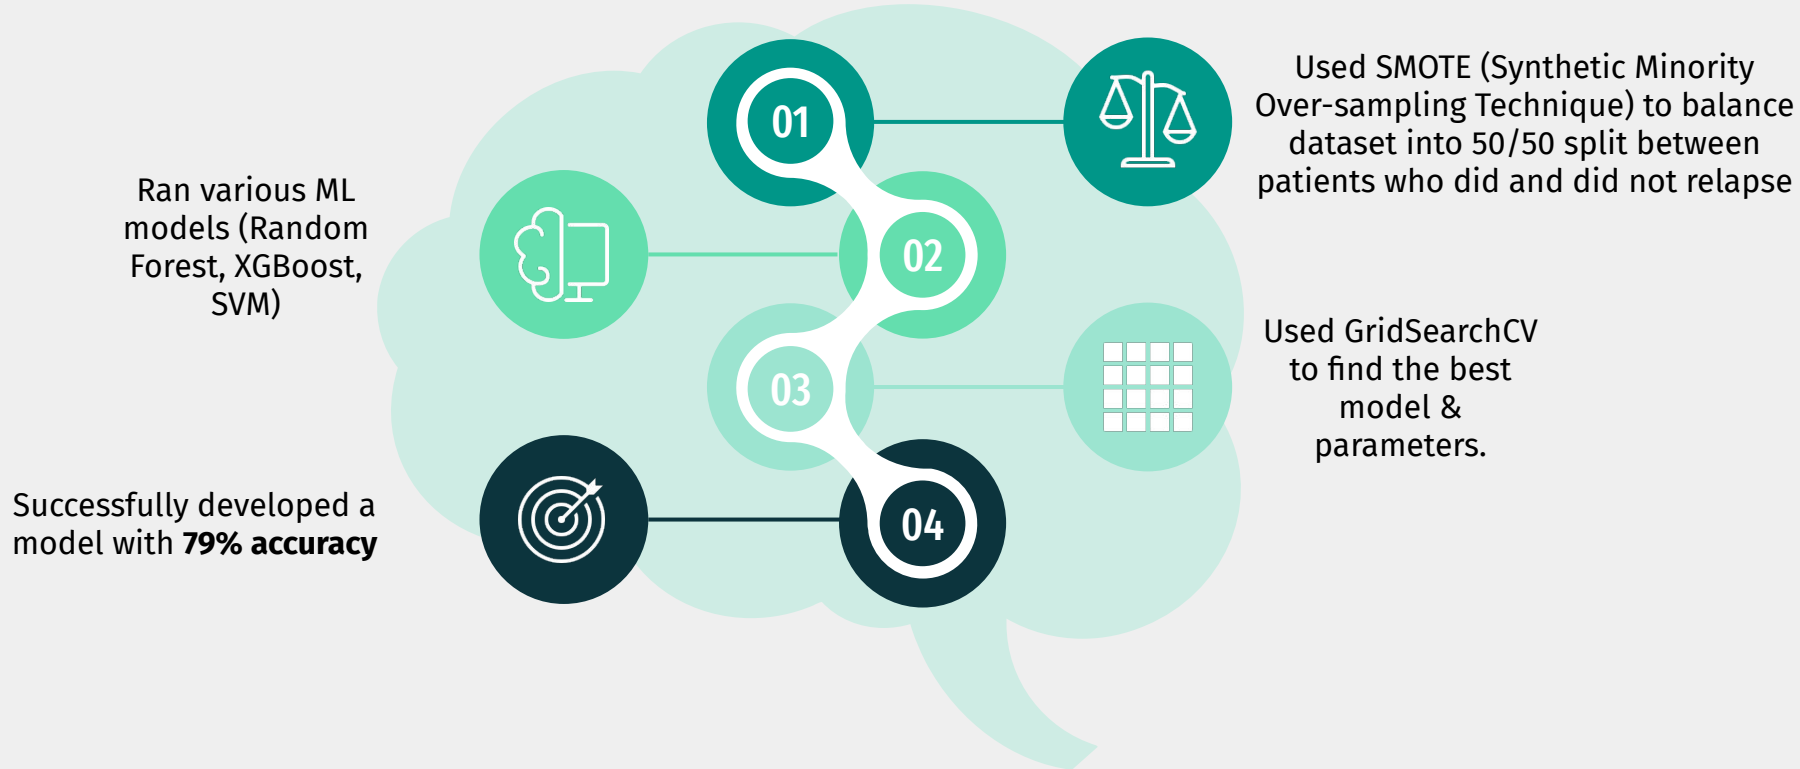 01
Used SMOTE (Synthetic Minority
Over-sampling Technique) to balance
dataset into 50/50 split between
patients who did and did not relapse
02
Ran various ML
models (Random
Forest, XGBoost,
SVM)
03
Used GridSearchCV
to find the best
model &
parameters.
04
Successfully developed a
model with 79% accuracy